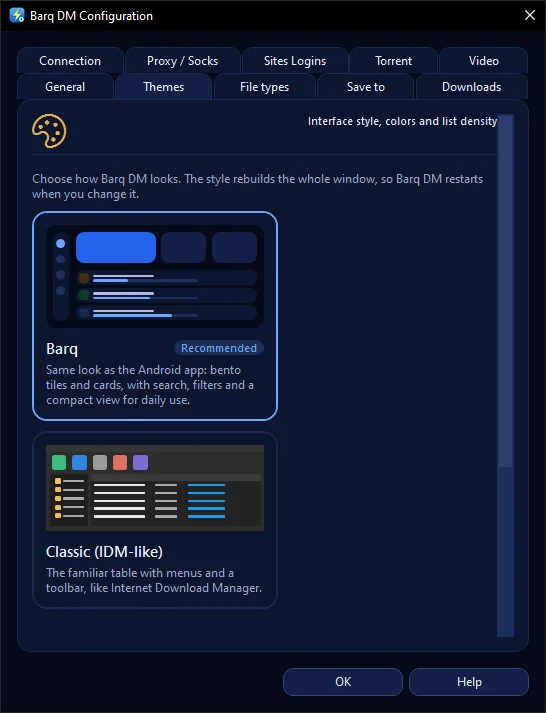 Barq DM Configuration
Connection
Proxy / Socks
Sites Logins
Torrent
Video
General
Themes
File types
Save to
Downloads
Interface style, colors and list density
Choose how Barq DM looks. The style rebuilds the whole window, so Barq DM restarts
when you change it.
Barq
Recommended
Same look as the Android app: bento
tiles and cards, with search, filters and a
compact view for daily use.
Classic (IDM-like)
The familiar table with menus and a
toolbar, like Internet Download Manager.
OK
Help